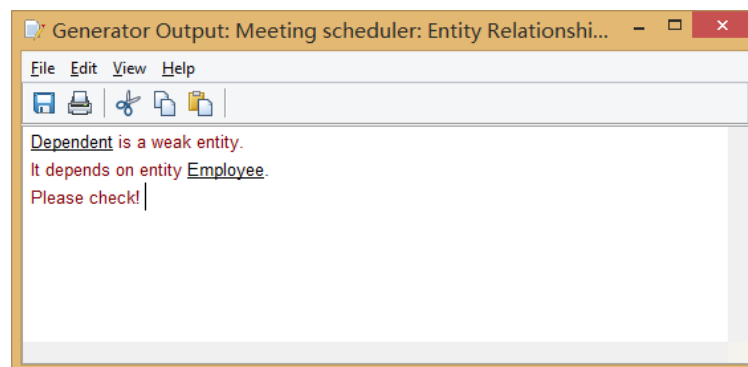 Generator Output: Meeting scheduler: Entity Relationshi...
File Edit View Help
Dependent is a weak entity.
It depends on entity Employee.
Please check!